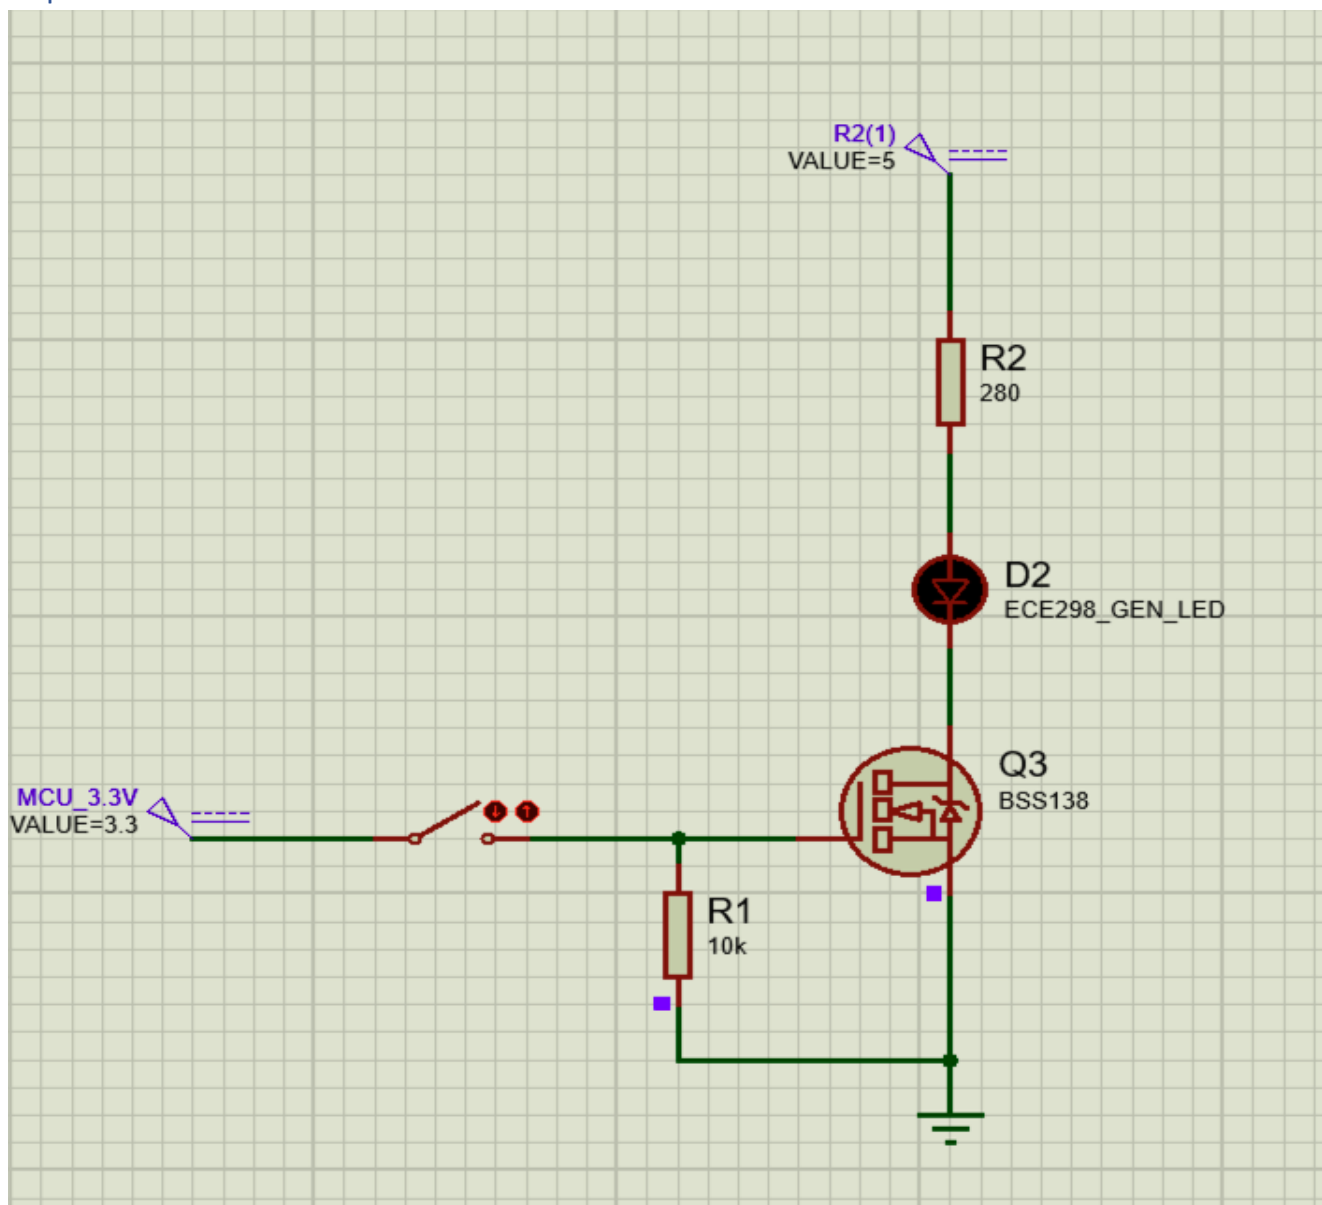 R2(1)
VALUE=5
R2
280
D2
ECE298_GEN_LED
Q3
BSS138
MCU_3.3V
VALUE=3.3
R1
10k